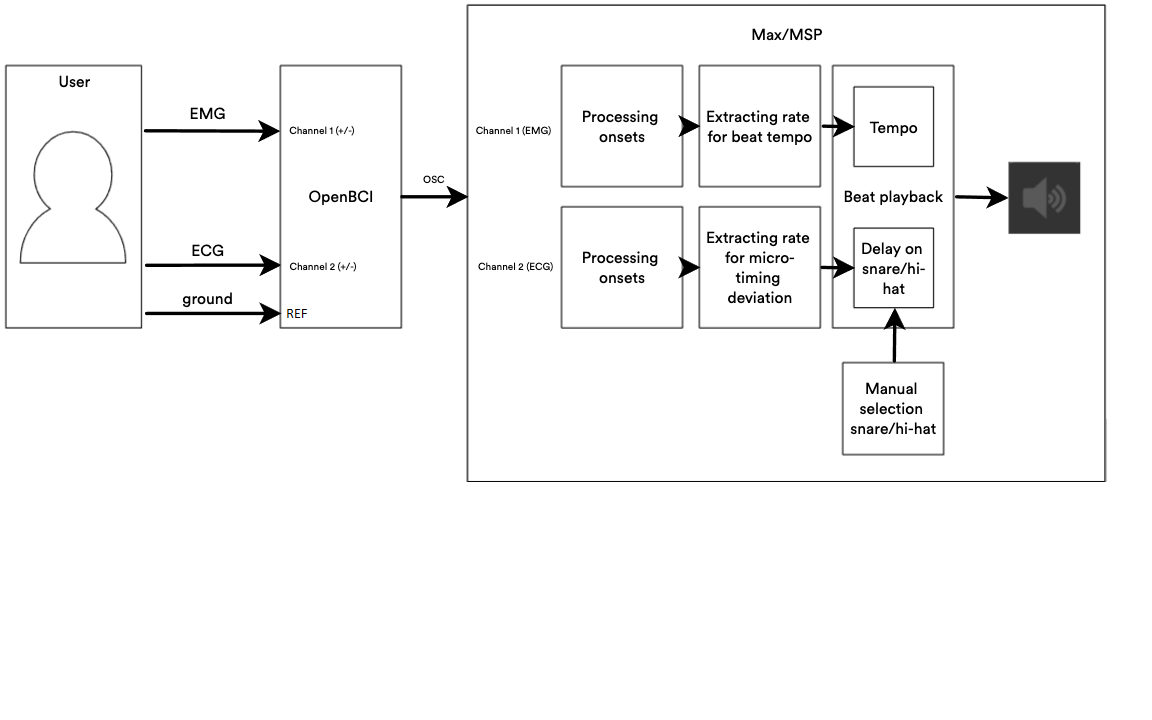 Max/MSP
User
EMG
Channel 1 (+/-)
OpenBCI
ECG
Channel 2 (+/-)
ground
REF
OSC
Channel 1 (EMG)
Processing
onsets
Extracting rate
for beat tempo
Tempo
Beat playback
Channel 2 (ECG)
Processing
onsets
Extracting rate
for micro-
timing
deviation
Delay on
snare/hi-
hat
Manual
selection
snare/hi-hat